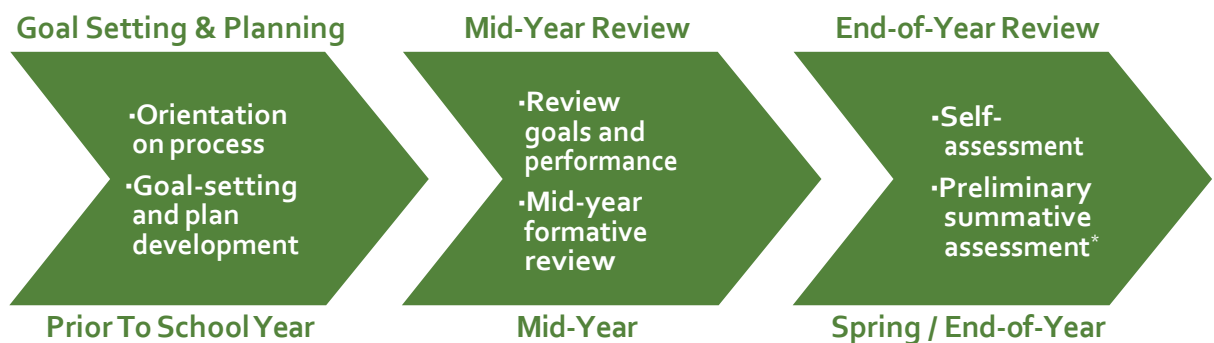 Goal Setting & Planning
▪Orientation
on process
▪Goal-setting
and plan
development
Prior To School Year
Mid-Year Review
▪Review
goals and
performance
▪Mid-year
formative
review
Mid-Year
End-of-Year Review
▪Self-
assessment
▪Preliminary
summative
assessment*
Spring / End-of-Year